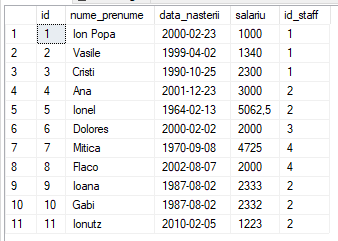 id nume_prenume data_nasterii salariu id_staff
1 1 Ion Popa 2000-02-23 1000 1
2 2 Vasile 1999-04-02 1340 1
3 3 Cristi 1990-10-25 2300 1
4 4 Ana 2001-12-23 3000 2
5 5 Ionel 1964-02-13 5062,5 2
6 6 Dolores 2000-02-02 2000 3
7 7 Mitica 1970-09-08 4725 4
8 8 Flaco 2002-08-07 2000 4
9 9 Ioana 1987-08-02 2333 2
10 10 Gabi 1987-08-02 2332 2
11 11 Ionutz 2010-02-05 1223 2